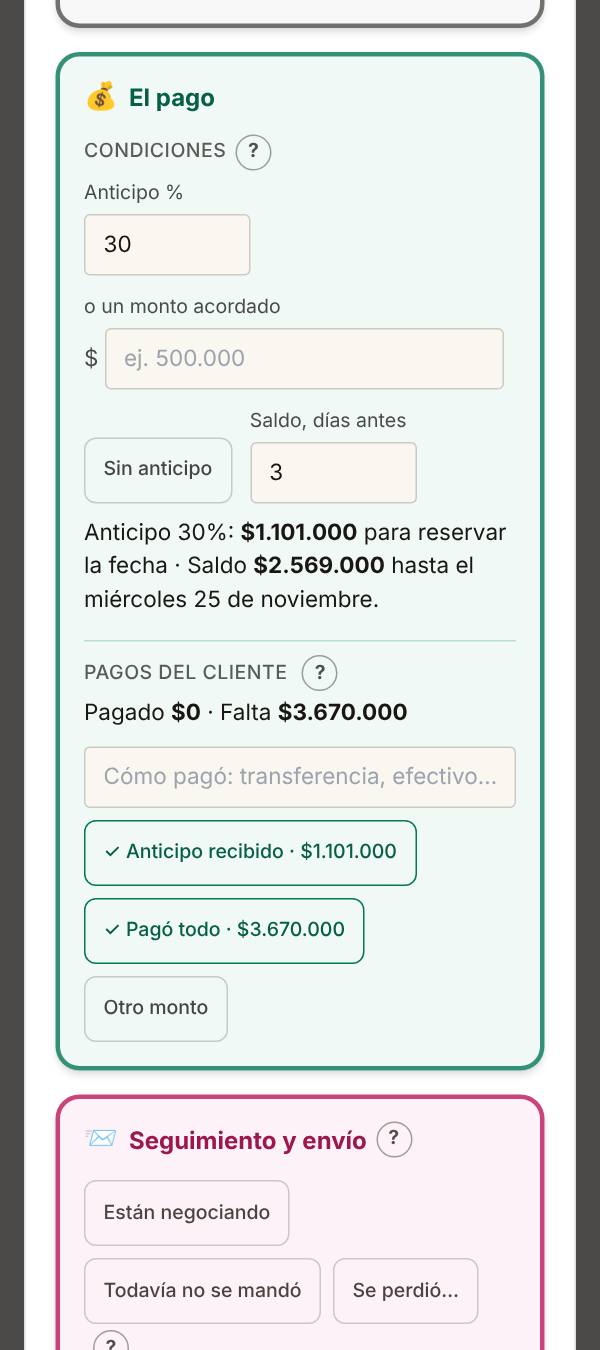 El pago
CONDICIONES ?
Anticipo %
30
o un monto acordado
$ ej. 500.000
Saldo, días antes
Sin anticipo 3
Anticipo 30%: $1.101.000 para reservar
la fecha · Saldo $2.569.000 hasta el
miércoles 25 de noviembre.
PAGOS DEL CLIENTE ?
Pagado $0 · Falta $3.670.000
Cómo pagó: transferencia, efectivo...
✓ Anticipo recibido · $1.101.000
✓ Pagó todo · $3.670.000
Otro monto
Seguimiento y envío ?
Están negociando
Todavía no se mandó Se perdió...
?